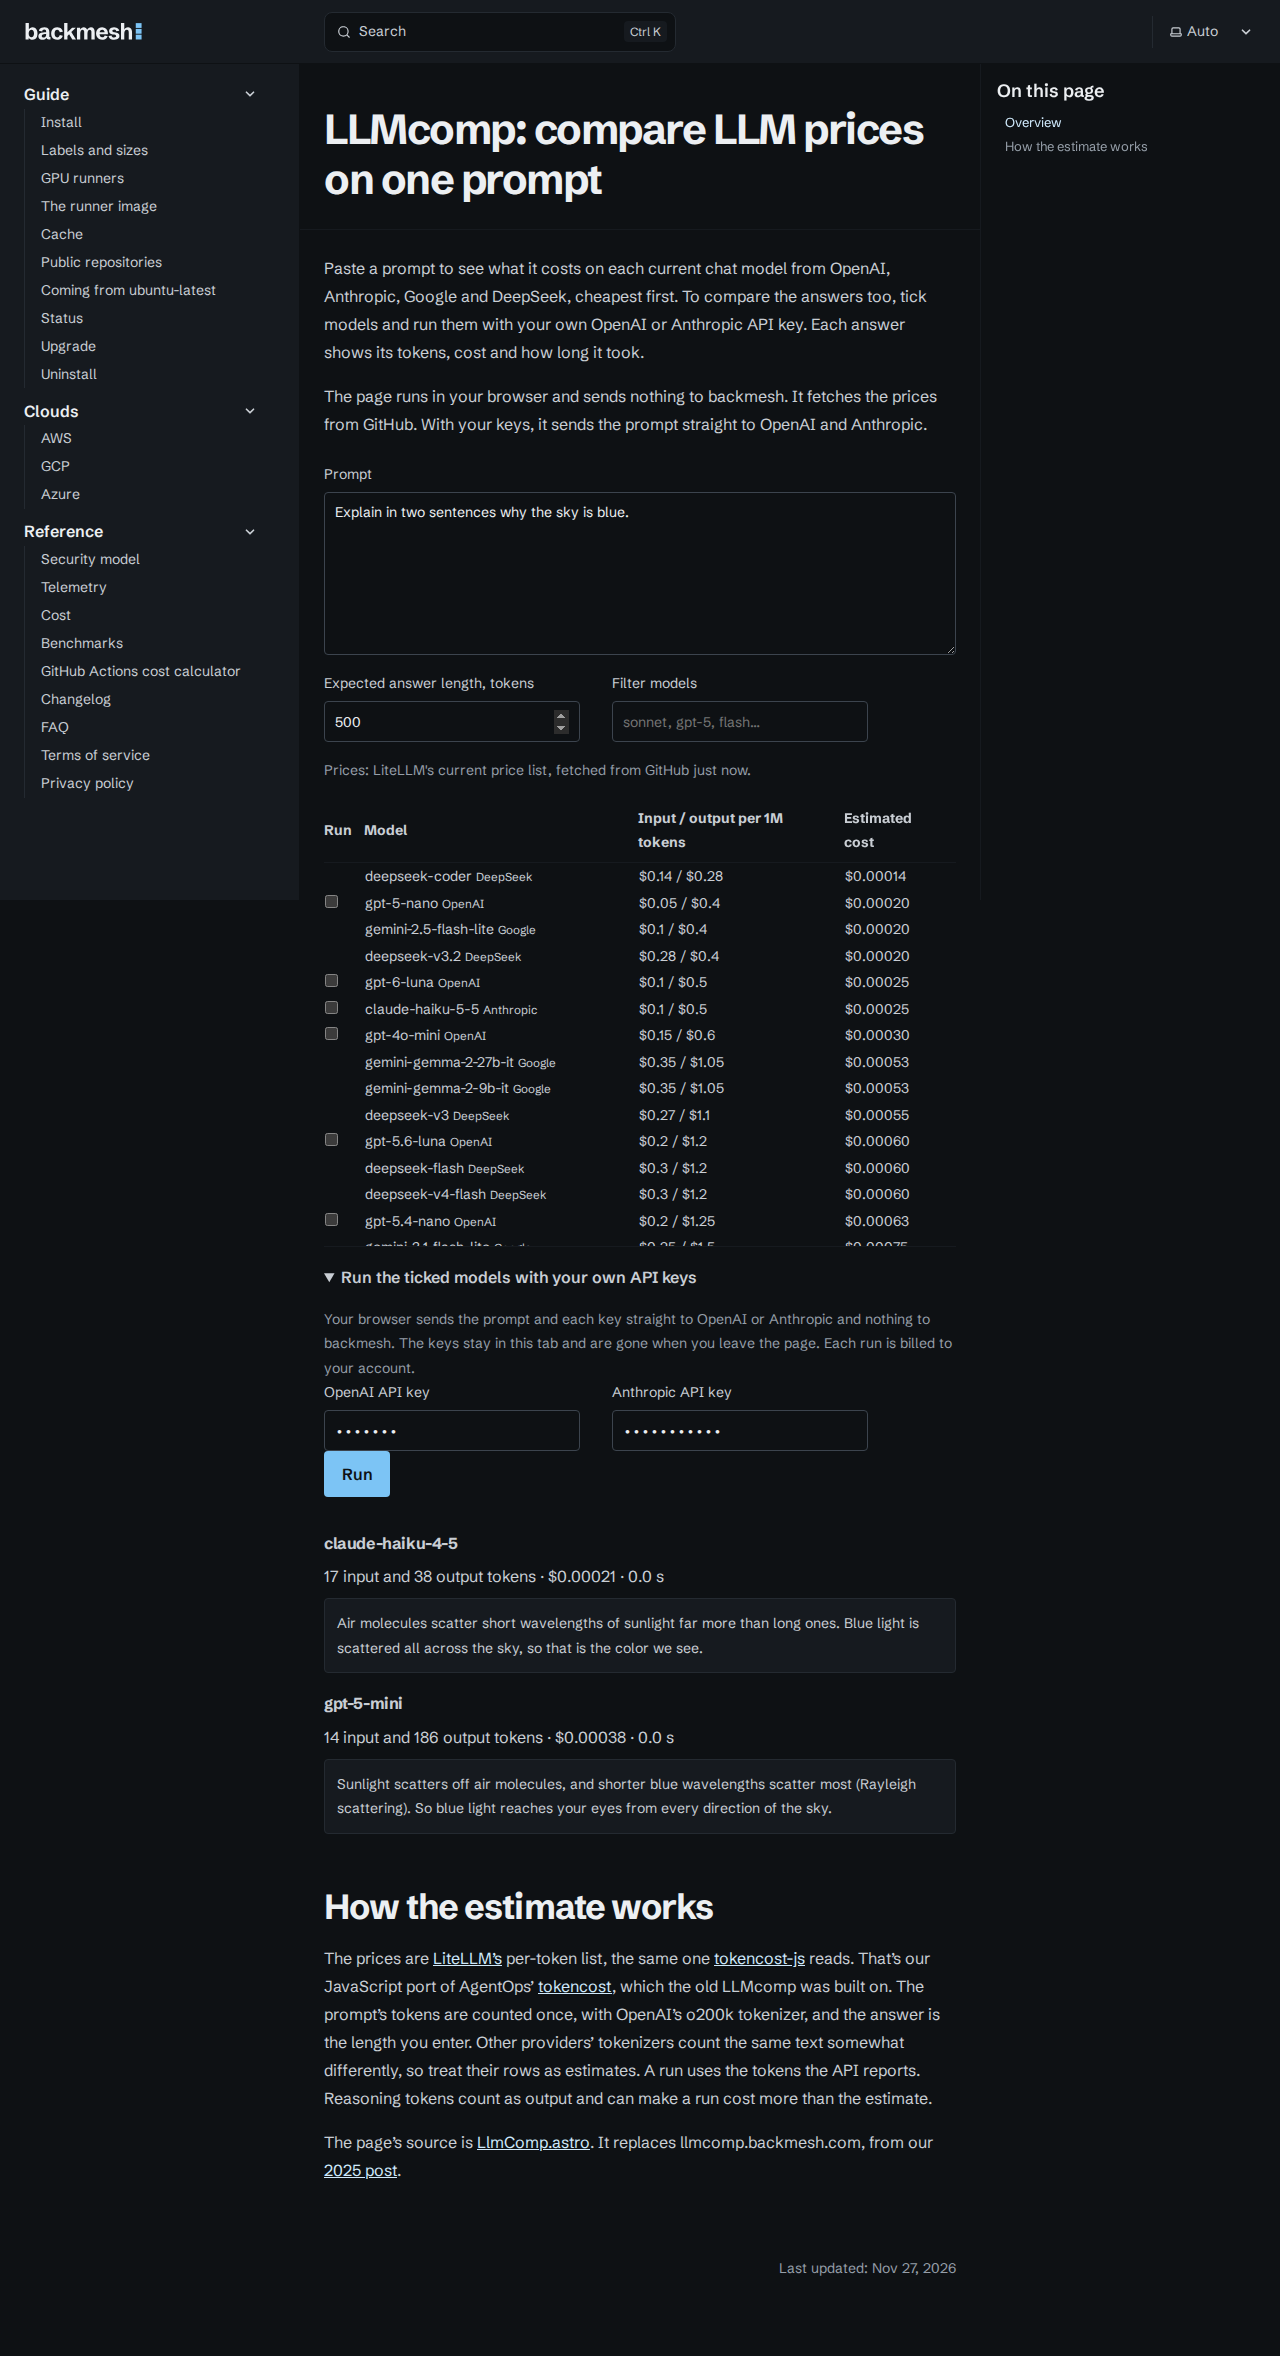 backmesh
Search
Ctrl K
Auto
Guide
Install
Labels and sizes
GPU runners
The runner image
Cache
Public repositories
Coming from ubuntu-latest
Status
Upgrade
Uninstall
Clouds
AWS
GCP
Azure
Reference
Security model
Telemetry
Cost
Benchmarks
GitHub Actions cost calculator
Changelog
FAQ
Terms of service
Privacy policy
LLMcomp: compare LLM prices
on one prompt
Paste a prompt to see what it costs on each current chat model from OpenAI,
Anthropic, Google and DeepSeek, cheapest first. To compare the answers too, tick
models and run them with your own OpenAI or Anthropic API key. Each answer
shows its tokens, cost and how long it took.
The page runs in your browser and sends nothing to backmesh. It fetches the prices
from GitHub. With your keys, it sends the prompt straight to OpenAI and Anthropic.
Prompt
Explain in two sentences why the sky is blue.
Expected answer length, tokens
Filter models
500
sonnet, gpt-5, flash...
Prices: LiteLLM's current price list, fetched from GitHub just now.
Run Model Input / output per 1M tokens Estimated cost
deepseek-coder DeepSeek $0.14 / $0.28 $0.00014
gpt-5-nano OpenAI $0.05 / $0.4 $0.00020
gemini-2.5-flash-lite Google $0.1 / $0.4 $0.00020
deepseek-v3.2 DeepSeek $0.28 / $0.4 $0.00020
gpt-6-luna OpenAI $0.1 / $0.5 $0.00025
claude-haiku-5-5 Anthropic $0.1 / $0.5 $0.00025
gpt-4o-mini OpenAI $0.15 / $0.6 $0.00030
gemini-gemma-2-27b-it Google $0.35 / $1.05 $0.00053
gemini-gemma-2-9b-it Google $0.35 / $1.05 $0.00053
deepseek-v3 DeepSeek $0.27 / $1.1 $0.00055
gpt-5.6-luna OpenAI $0.2 / $1.2 $0.00060
deepseek-flash DeepSeek $0.3 / $1.2 $0.00060
deepseek-v4-flash DeepSeek $0.3 / $1.2 $0.00060
gpt-5.4-nano OpenAI $0.2 / $1.25 $0.00063
Run the ticked models with your own API keys
Your browser sends the prompt and each key straight to OpenAI or Anthropic and nothing to
backmesh. The keys stay in this tab and are gone when you leave the page. Each run is billed to
your account.
OpenAI API key
Anthropic API key
•••••••
•••••••••••
Run
claude-haiku-4-5
17 input and 38 output tokens · $0.00021 · 0.0 s
Air molecules scatter short wavelengths of sunlight far more than long ones. Blue light is
scattered all across the sky, so that is the color we see.
gpt-5-mini
14 input and 186 output tokens · $0.00038 · 0.0 s
Sunlight scatters off air molecules, and shorter blue wavelengths scatter most (Rayleigh
scattering). So blue light reaches your eyes from every direction of the sky.
How the estimate works
The prices are LiteLLM’s per-token list, the same one tokencost-js reads. That’s our
JavaScript port of AgentOps’ tokencost, which the old LLMcomp was built on. The
prompt’s tokens are counted once, with OpenAI’s o200k tokenizer, and the answer is
the length you enter. Other providers’ tokenizers count the same text somewhat
differently, so treat their rows as estimates. A run uses the tokens the API reports.
Reasoning tokens count as output and can make a run cost more than the estimate.
The page’s source is LlmComp.astro. It replaces llmcomp.backmesh.com, from our
2025 post.
Last updated: Nov 27, 2026
On this page
Overview
How the estimate works